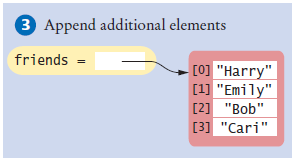 3 Append additional elements
friends =
[0] "Harry"
[1] "Emily"
[2] "Bob"
[3] "Cari"